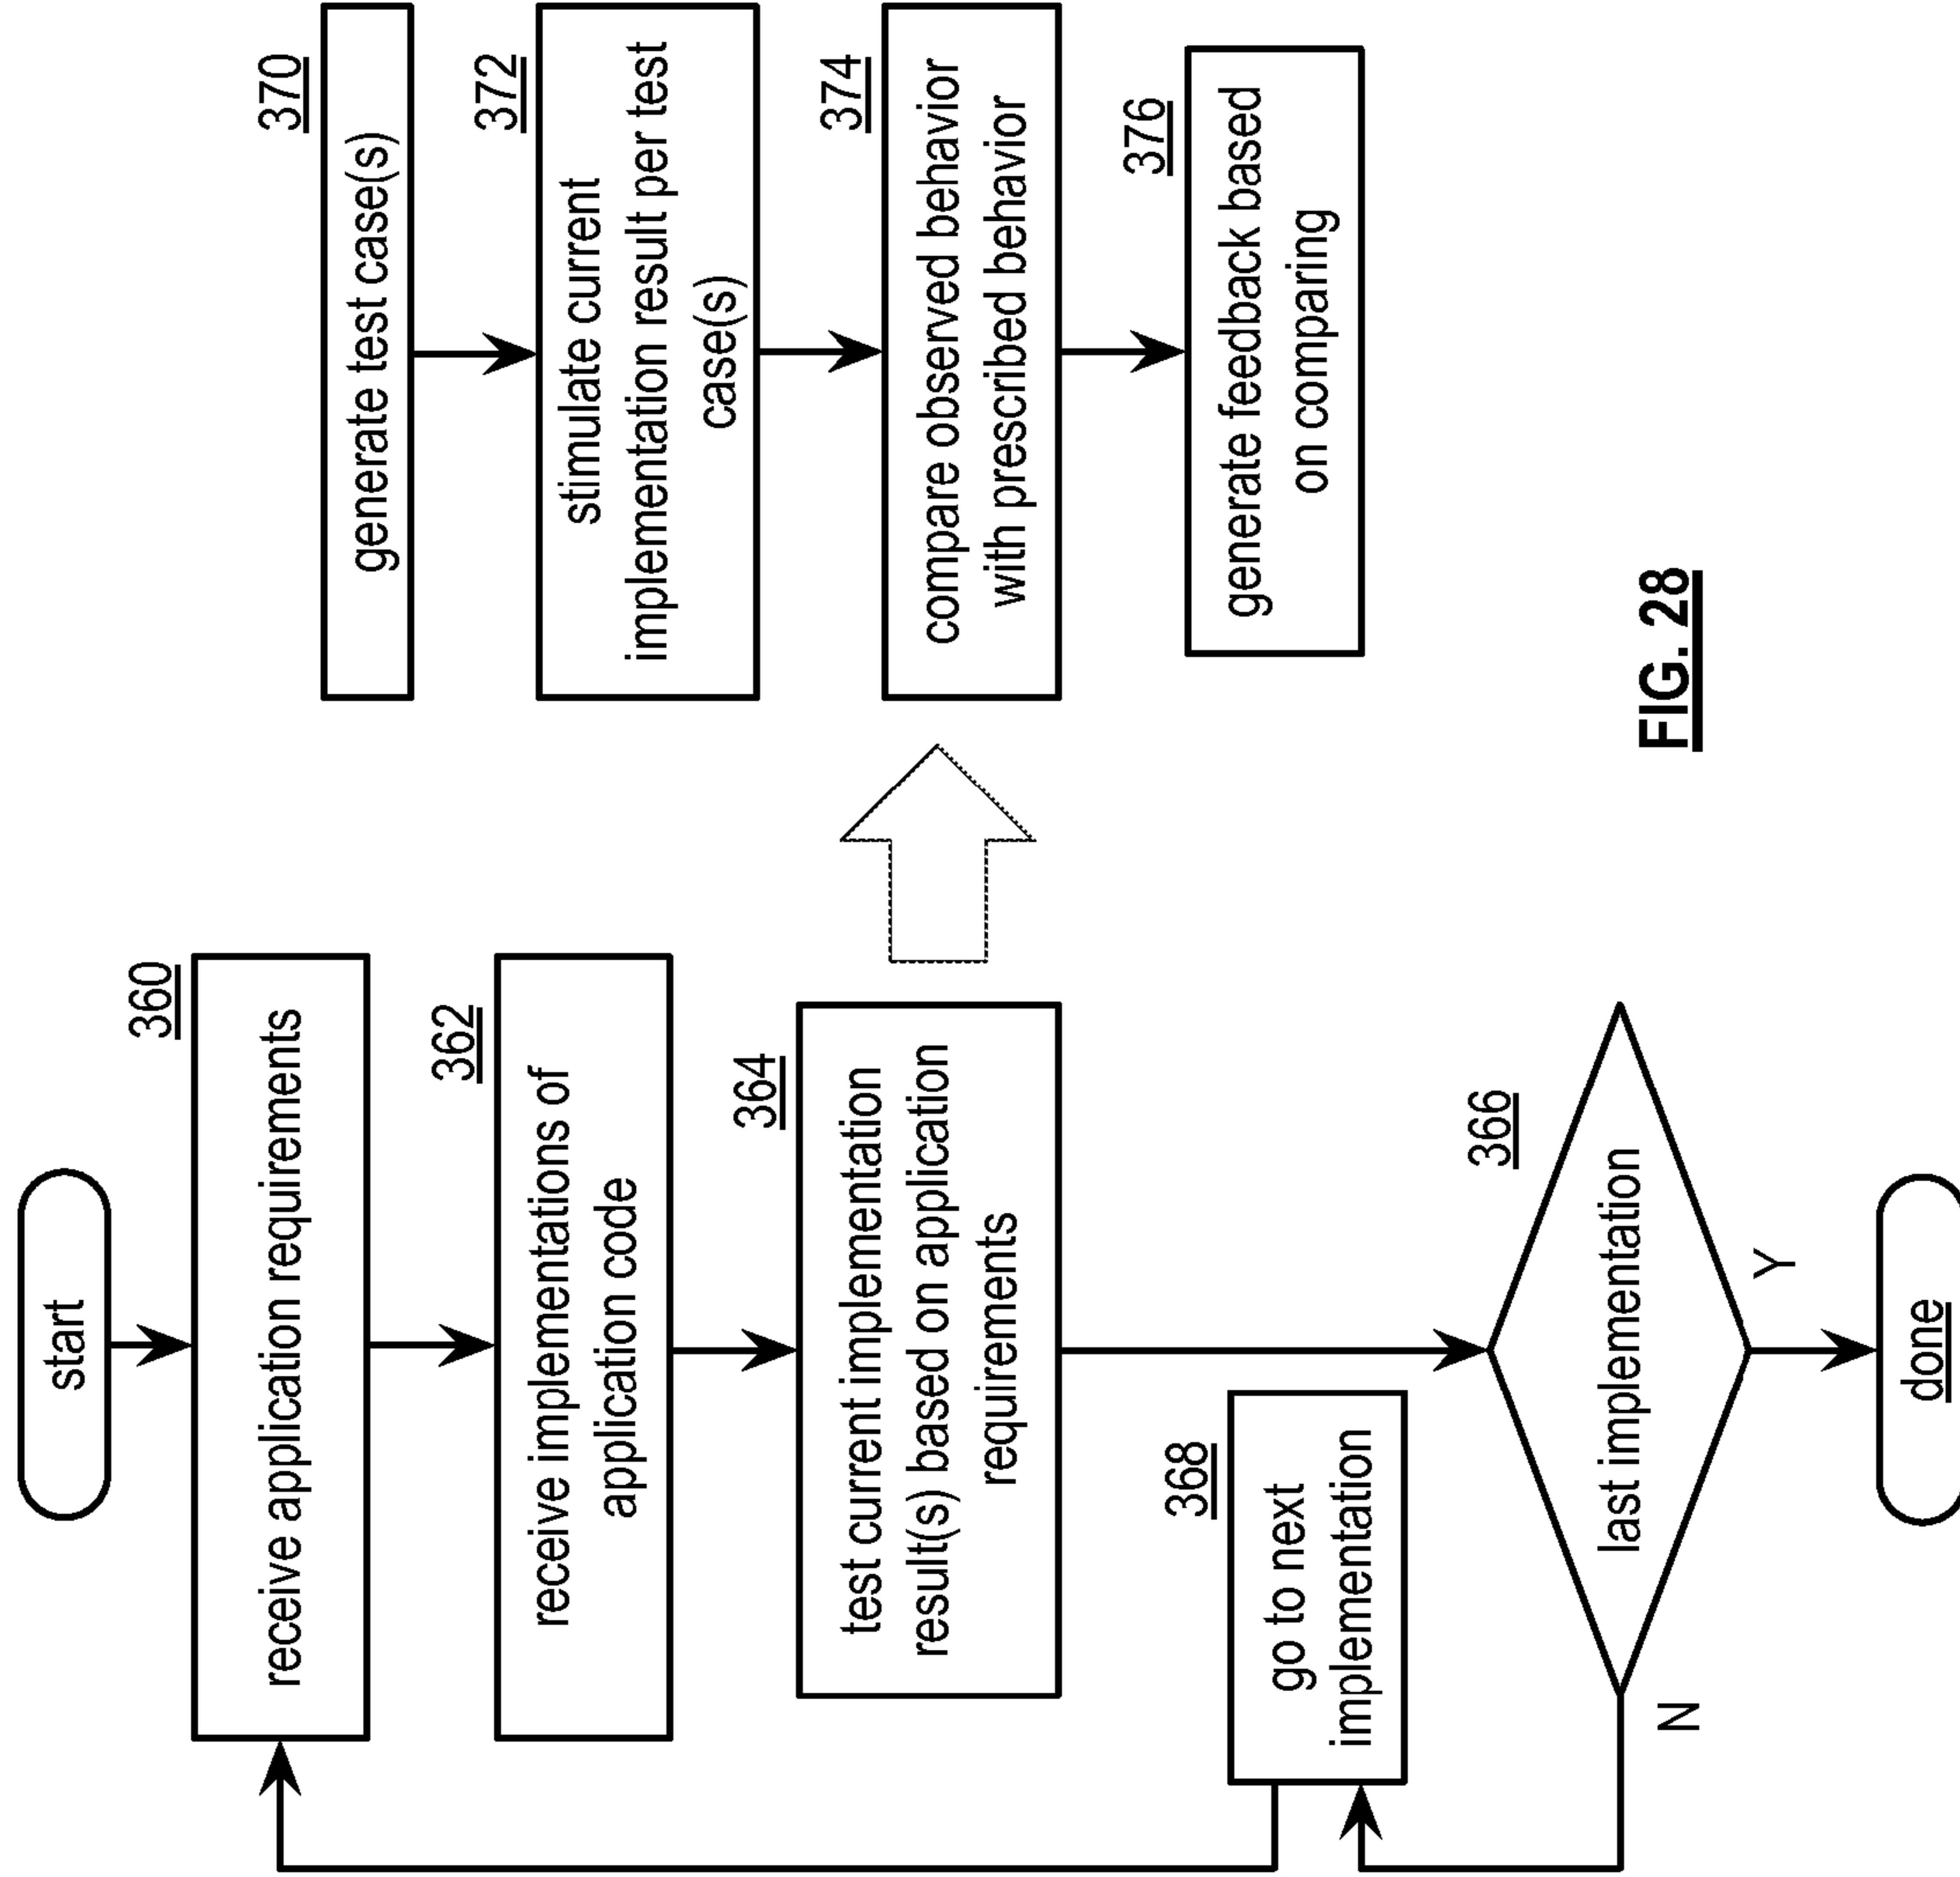 start
360
receive application requirements
362
receive implementations of
application code
364
test current implementation
result(s) based on application
requirements
368
go to next
implementation
366
last implementation
N
Y
done
370
generate test case(s)
372
stimulate current
implementation result per test
case(s)
374
compare observed behavior
with prescribed behavior
376
generate feedback based
on comparing
FIG. 28